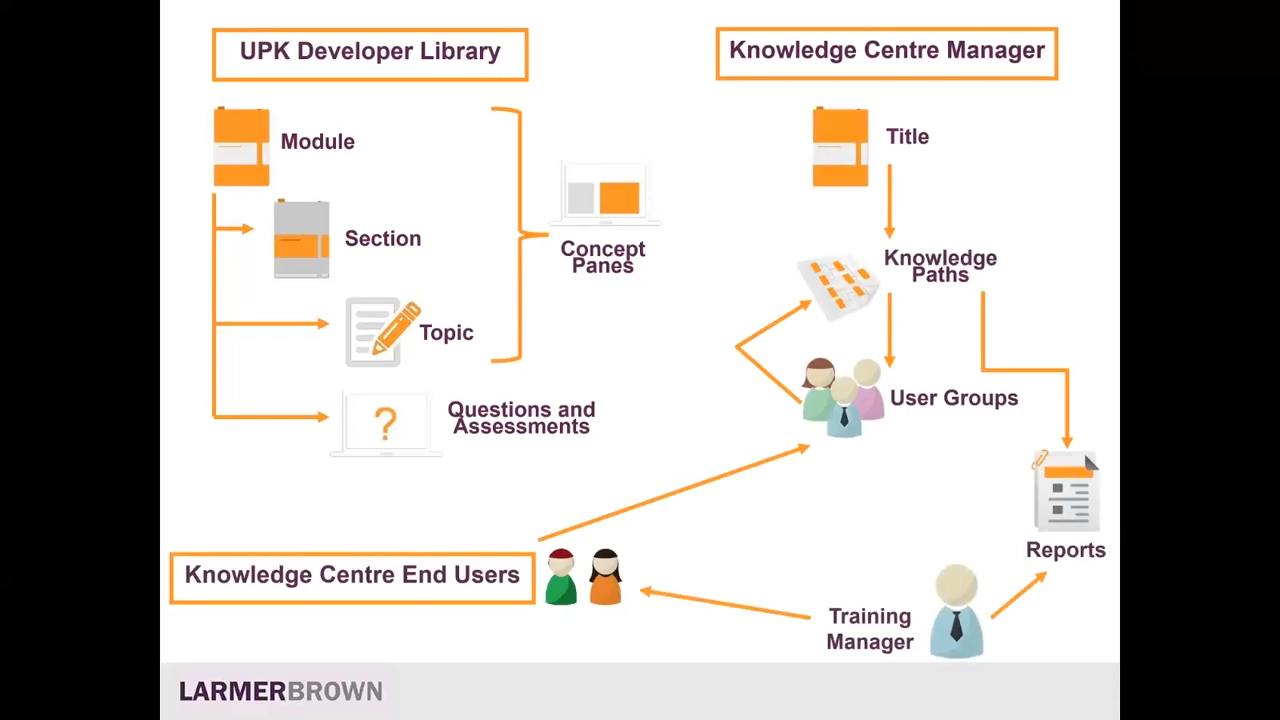 UPK Developer Library
Knowledge Centre Manager
Module
Section
Topic
Questions and
Assessments
Concept
Panes
Title
Knowledge
Paths
User Groups
Reports
Knowledge Centre End Users
Training
Manager
?
LARMERBROWN